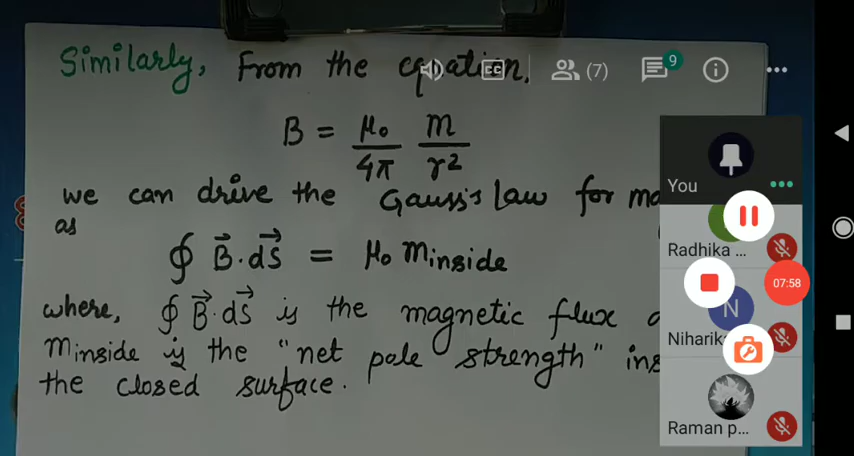 Similarly, From the equation,
B = μ₀/4π m/r²
we can drive the Gauss's Law for ma
as
∮ B⃗.dS⃗ = μ₀ minside
where, ∮ B⃗.dS⃗ is the magnetic flux
minside is the "net pole strength" ins
the closed surface.
(7)
9
CC
You
Radhika ...
07:58
N
Niharik
Raman p...